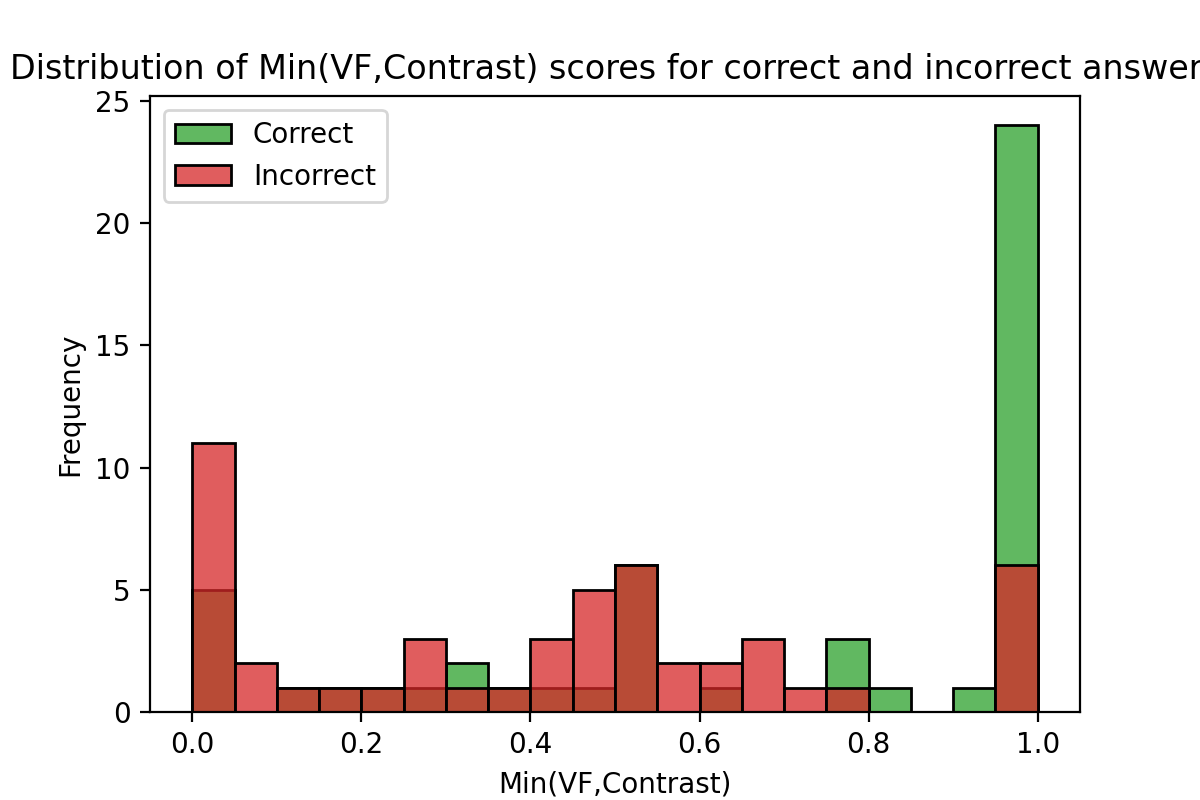 Distribution of Min(VF,Contrast) scores for correct and incorrect answer
25
Correct
Incorrect
20
15
10
5
0
Frequency
0.0 0.2 0.4 0.6 0.8 1.0
Min(VF,Contrast)